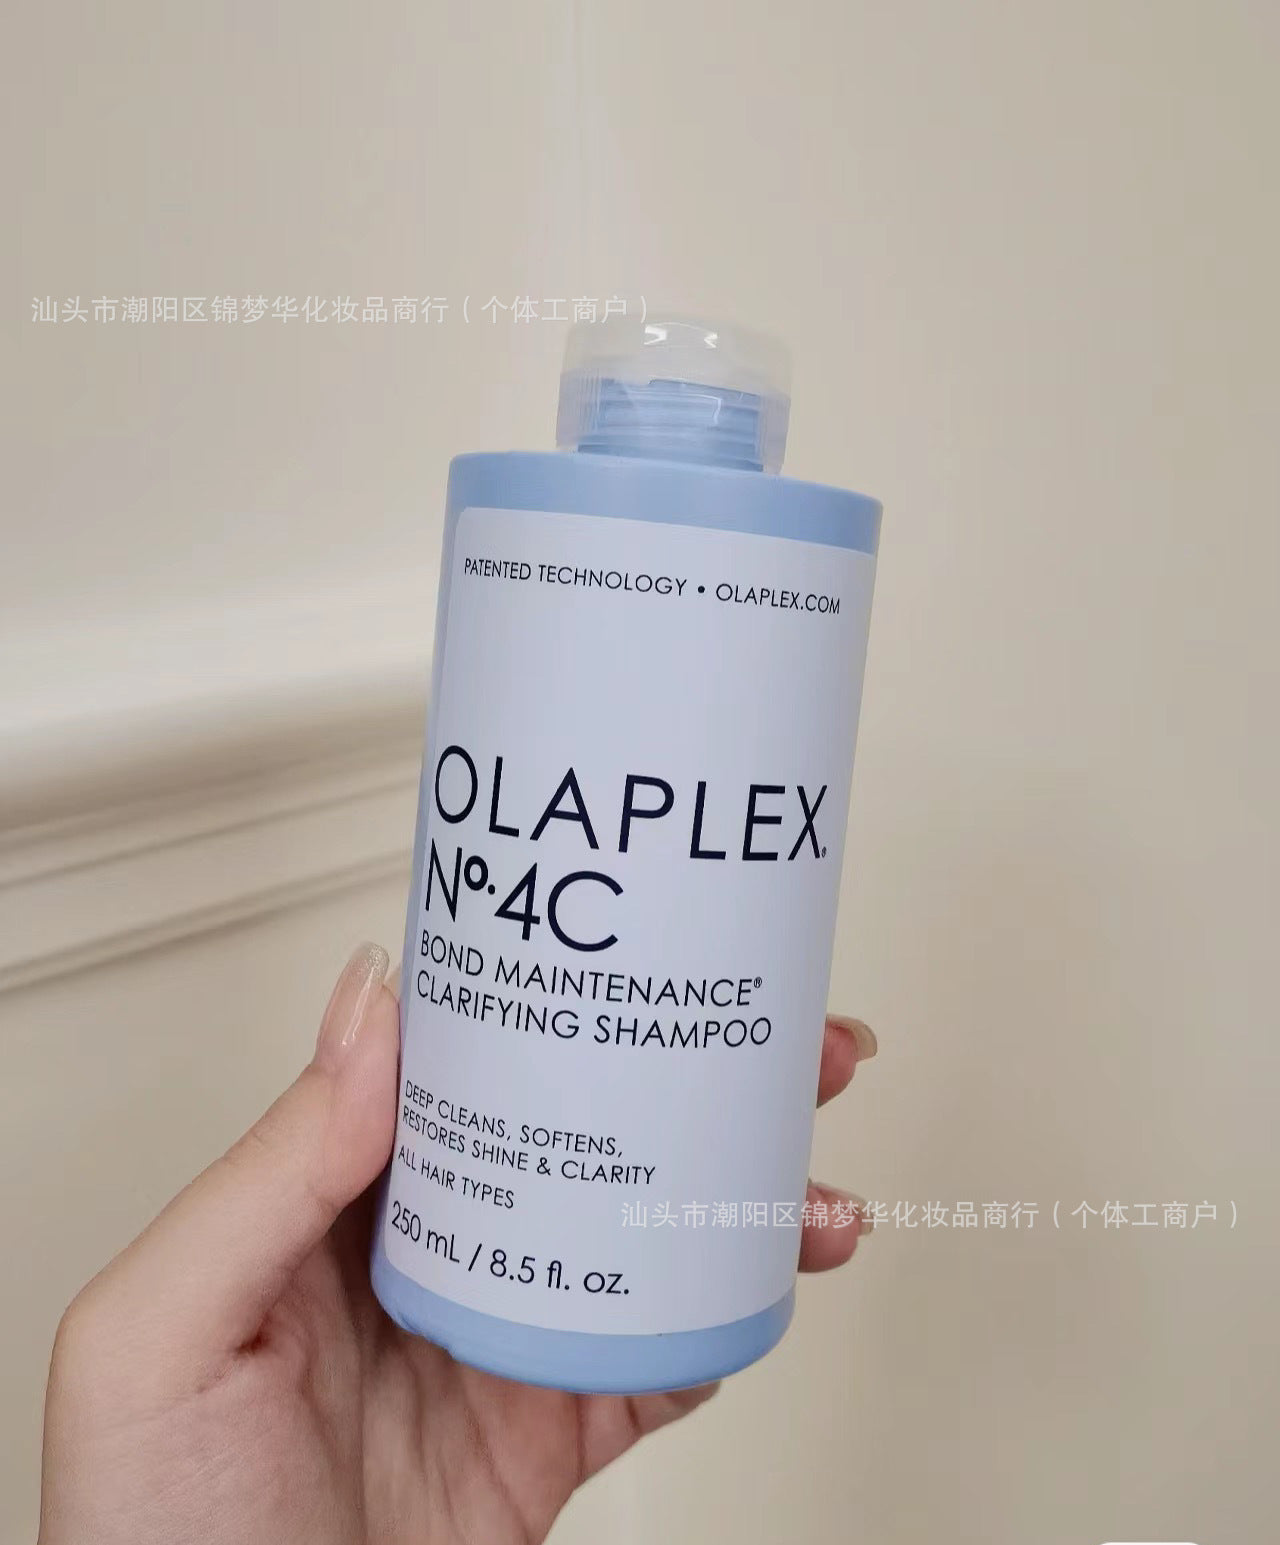 汕头市潮阳区锦梦华化妆品商行（个体工商户）
PATENTED TECHNOLOGY • OLAPLEX.COM
OLAPLEX®
Nº.4C
BOND MAINTENANCE®
CLARIFYING SHAMPOO
DEEP CLEANS, SOFTENS,
RESTORES SHINE & CLARITY
ALL HAIR TYPES
250 mL / 8.5 fl. oz.
汕头市潮阳区锦梦华化妆品商行（个体工商户）